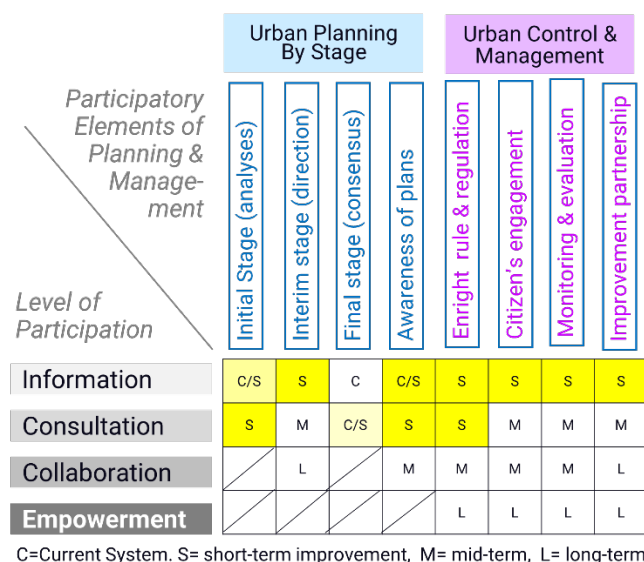 Urban Planning
By Stage
Urban Control &
Management
Participatory
Elements of
Planning &
Manage-
ment
Level of
Participation
Initial Stage (analyses)
Interim stage (direction)
Final stage (consensus)
Awareness of plans
Enright rule & regulation
Citizen's engagement
Monitoring & evaluation
Improvement partnership
Information C/S S C C/S S S S S
Consultation S M C/S S S M M M
Collaboration L M M M M L
Empowerment L L L L
C=Current System. S= short-term improvement, M= mid-term, L= long-term